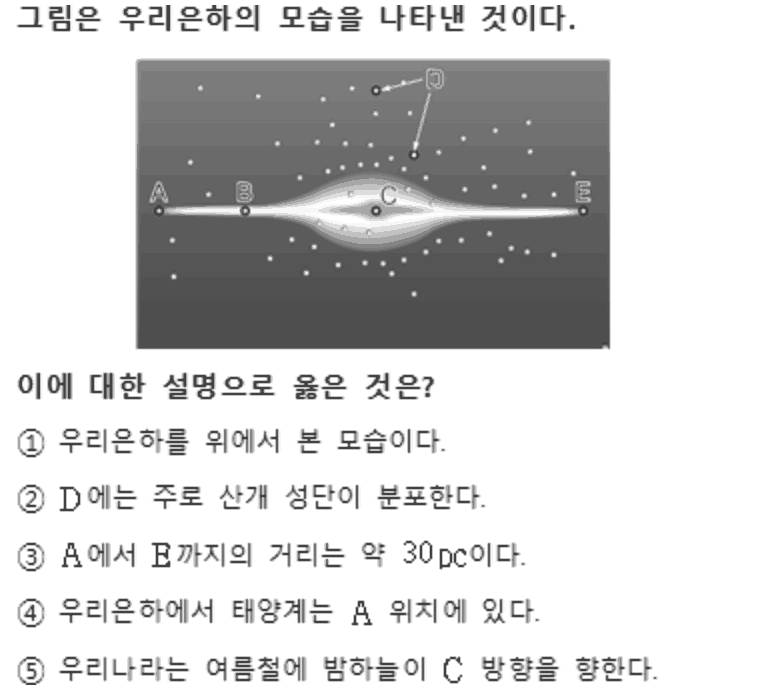 그림은 우리은하의 모습을 나타낸 것이다.
D
A B C E
이에 대한 설명으로 옳은 것은?
① 우리은하를 위에서 본 모습이다.
② D에는 주로 산개 성단이 분포한다.
③ A에서 E까지의 거리는 약 30pc이다.
④ 우리은하에서 태양계는 A 위치에 있다.
⑤ 우리나라는 여름철에 밤하늘이 C 방향을 향한다.